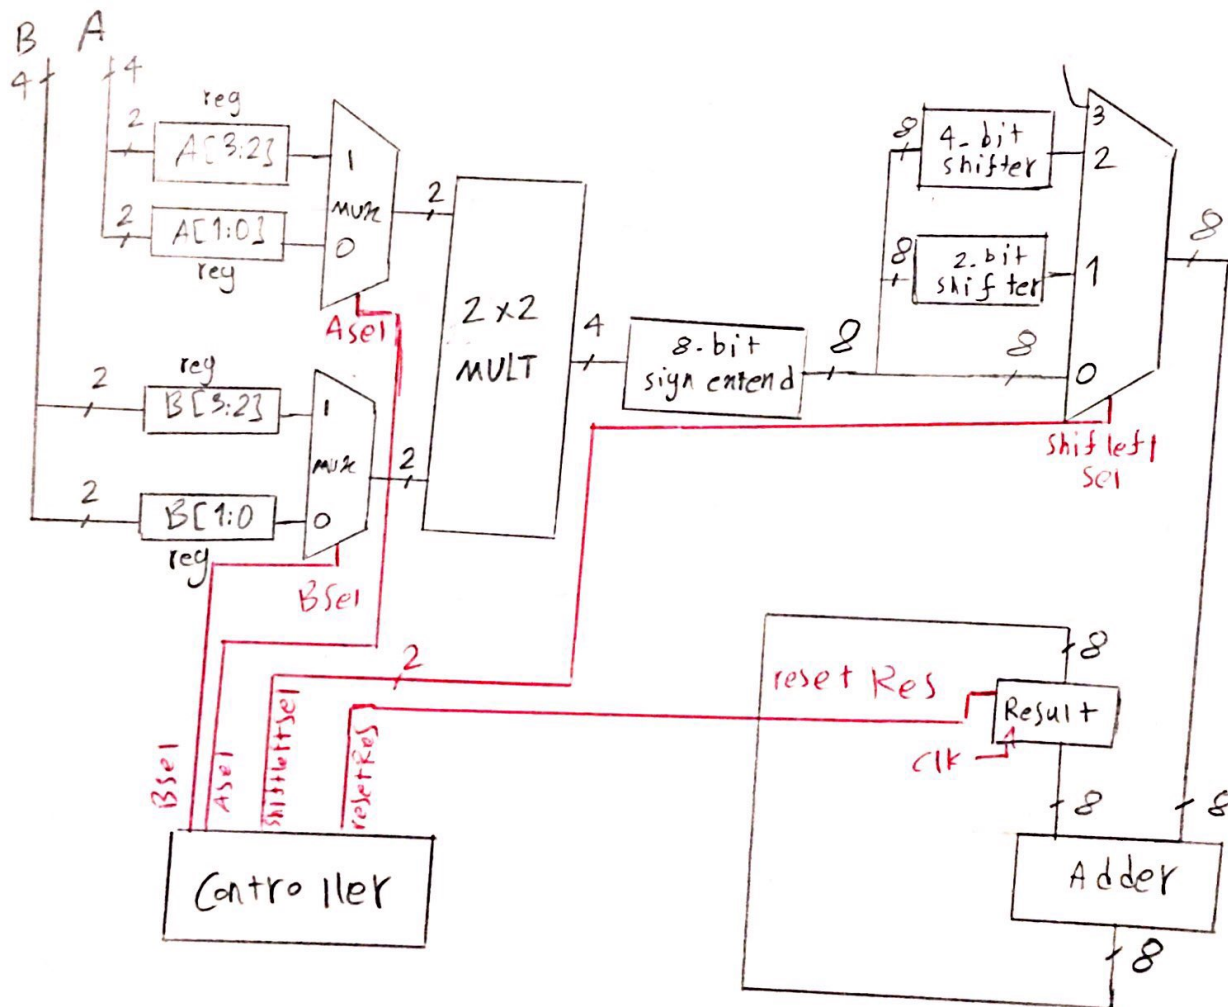 B A
4 4
reg
2 A[3:2]
1
MUX
2 A[1:0]
0
reg
Asel
2
reg
2 B[3:2]
1
MUX
2 B[1:0
0
reg
BSel
2
2x2
MULT
4
8-bit
sign extend
8
8
8
4-bit
shifter
8
2-bit
shifter
3
2
1
0
8
Shifleft
Sel
2
Bsel
Asel
shiftleftsel
resetRes
Controller
reset Res
8
Result
Clk
8
8
Adder
8